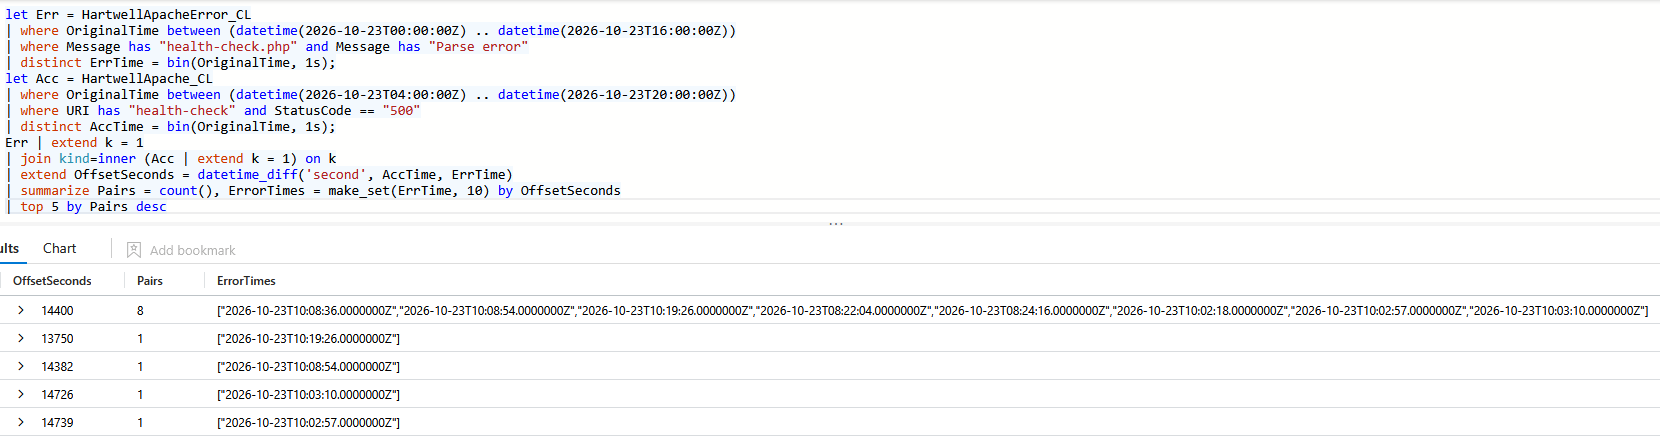 let Err = HartwellApacheError_CL
| where OriginalTime between (datetime(2026-10-23T00:00:00Z) .. datetime(2026-10-23T16:00:00Z))
| where Message has "health-check.php" and Message has "Parse error"
| distinct ErrTime = bin(OriginalTime, 1s);
let Acc = HartwellApache_CL
| where OriginalTime between (datetime(2026-10-23T04:00:00Z) .. datetime(2026-10-23T20:00:00Z))
| where URI has "health-check" and StatusCode == "500"
| distinct AccTime = bin(OriginalTime, 1s);
Err | extend k = 1
| join kind=inner (Acc | extend k = 1) on k
| extend OffsetSeconds = datetime_diff('second', AccTime, ErrTime)
| summarize Pairs = count(), ErrorTimes = make_set(ErrTime, 10) by OffsetSeconds
| top 5 by Pairs desc
ults Chart Add bookmark
OffsetSeconds Pairs ErrorTimes
14400 8 ["2026-10-23T10:08:36.0000000Z","2026-10-23T10:08:54.0000000Z","2026-10-23T10:19:26.0000000Z","2026-10-23T08:22:04.0000000Z","2026-10-23T08:24:16.0000000Z","2026-10-23T10:02:18.0000000Z","2026-10-23T10:02:57.0000000Z","2026-10-23T10:03:10.0000000Z"]
13750 1 ["2026-10-23T10:19:26.0000000Z"]
14382 1 ["2026-10-23T10:08:54.0000000Z"]
14726 1 ["2026-10-23T10:03:10.0000000Z"]
14739 1 ["2026-10-23T10:02:57.0000000Z"]